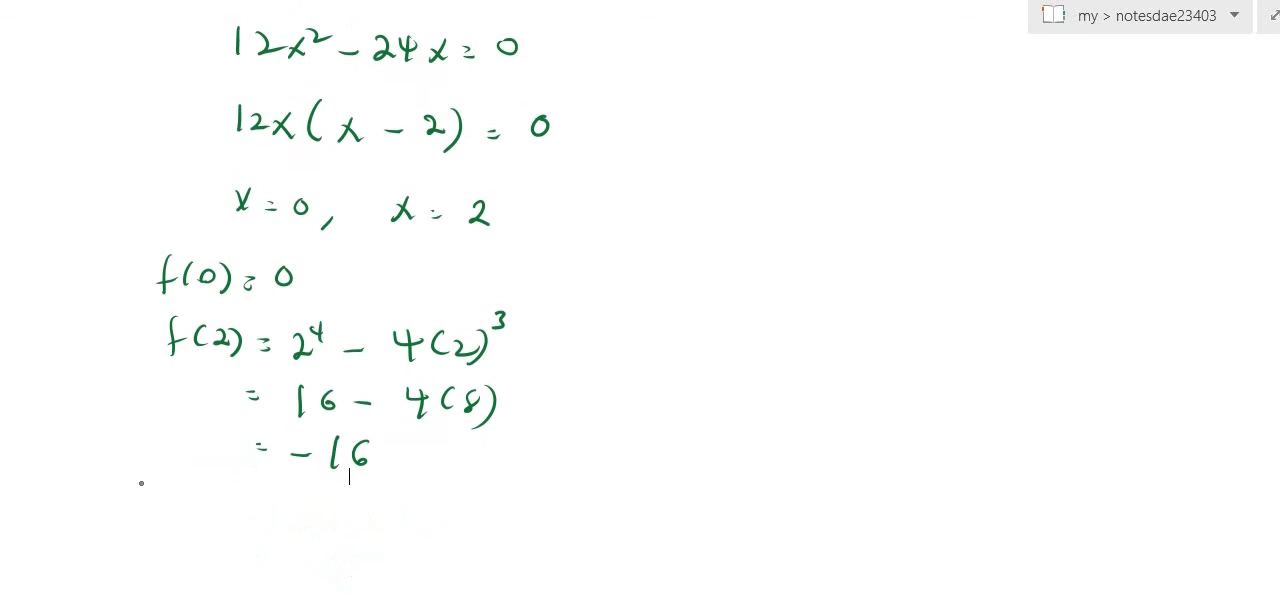 my > notesdae23403
12x² - 24x = 0
12x(x - 2) = 0
x = 0, x = 2
f(0) = 0
f(2) = 2⁴ - 4(2)³
= 16 - 4(8)
= -16